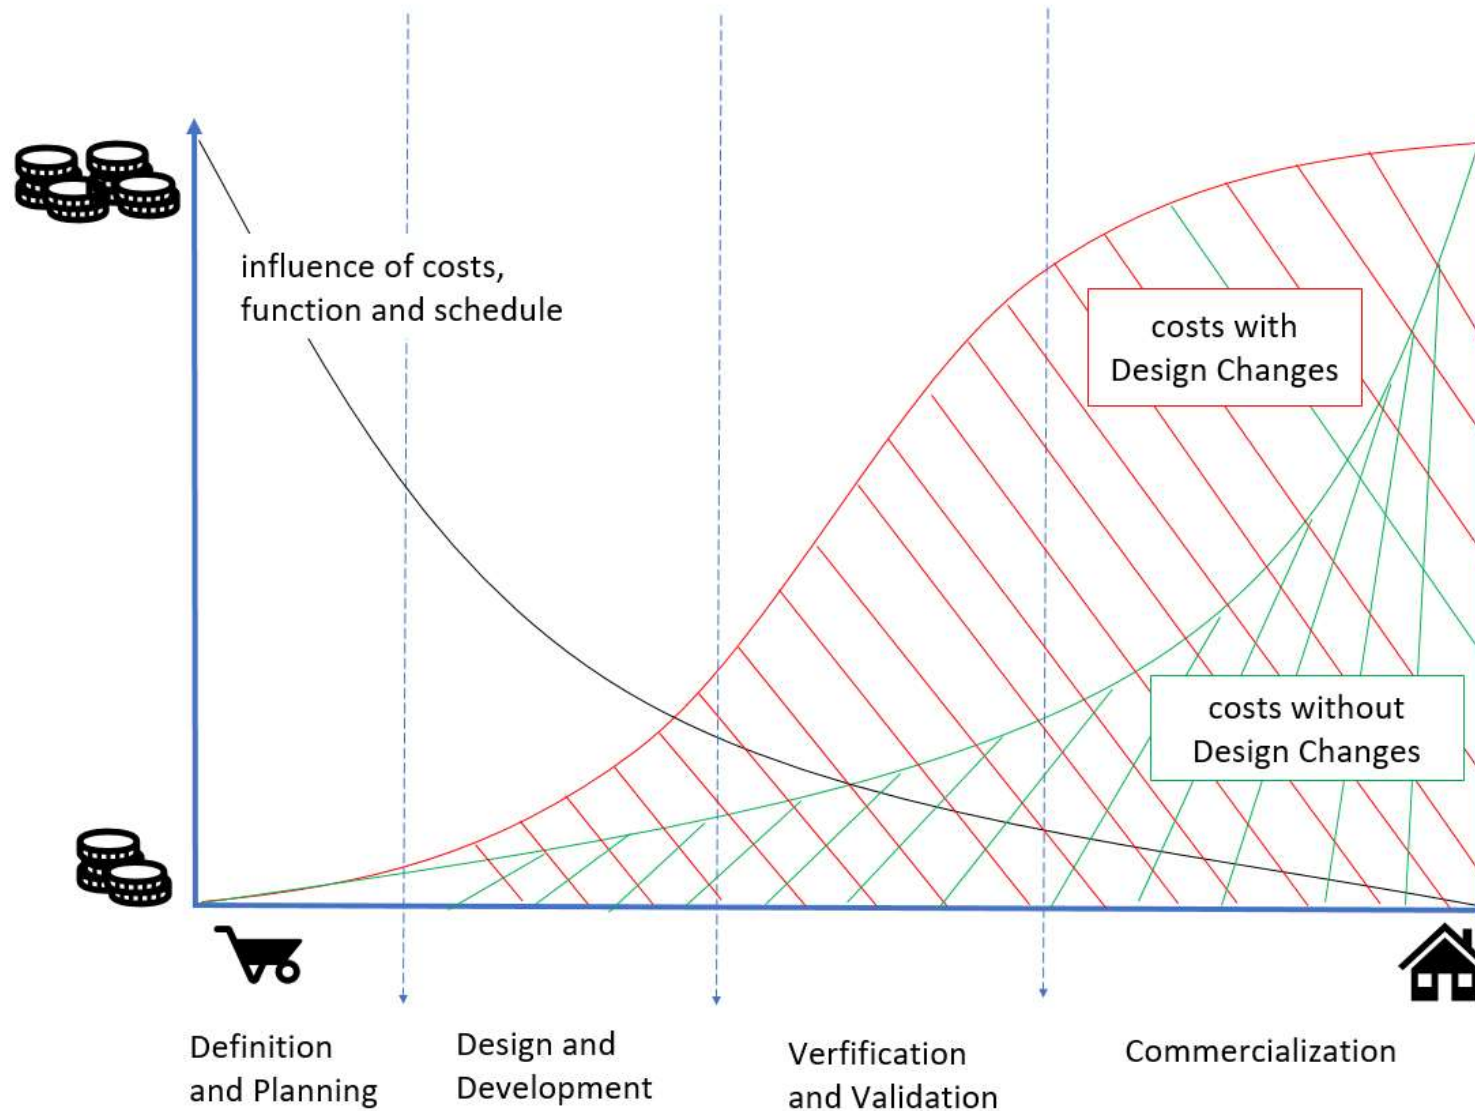 influence of costs,
function and schedule
costs with
Design Changes
costs without
Design Changes
Definition
and Planning
Design and
Development
Verfification
and Validation
Commercialization